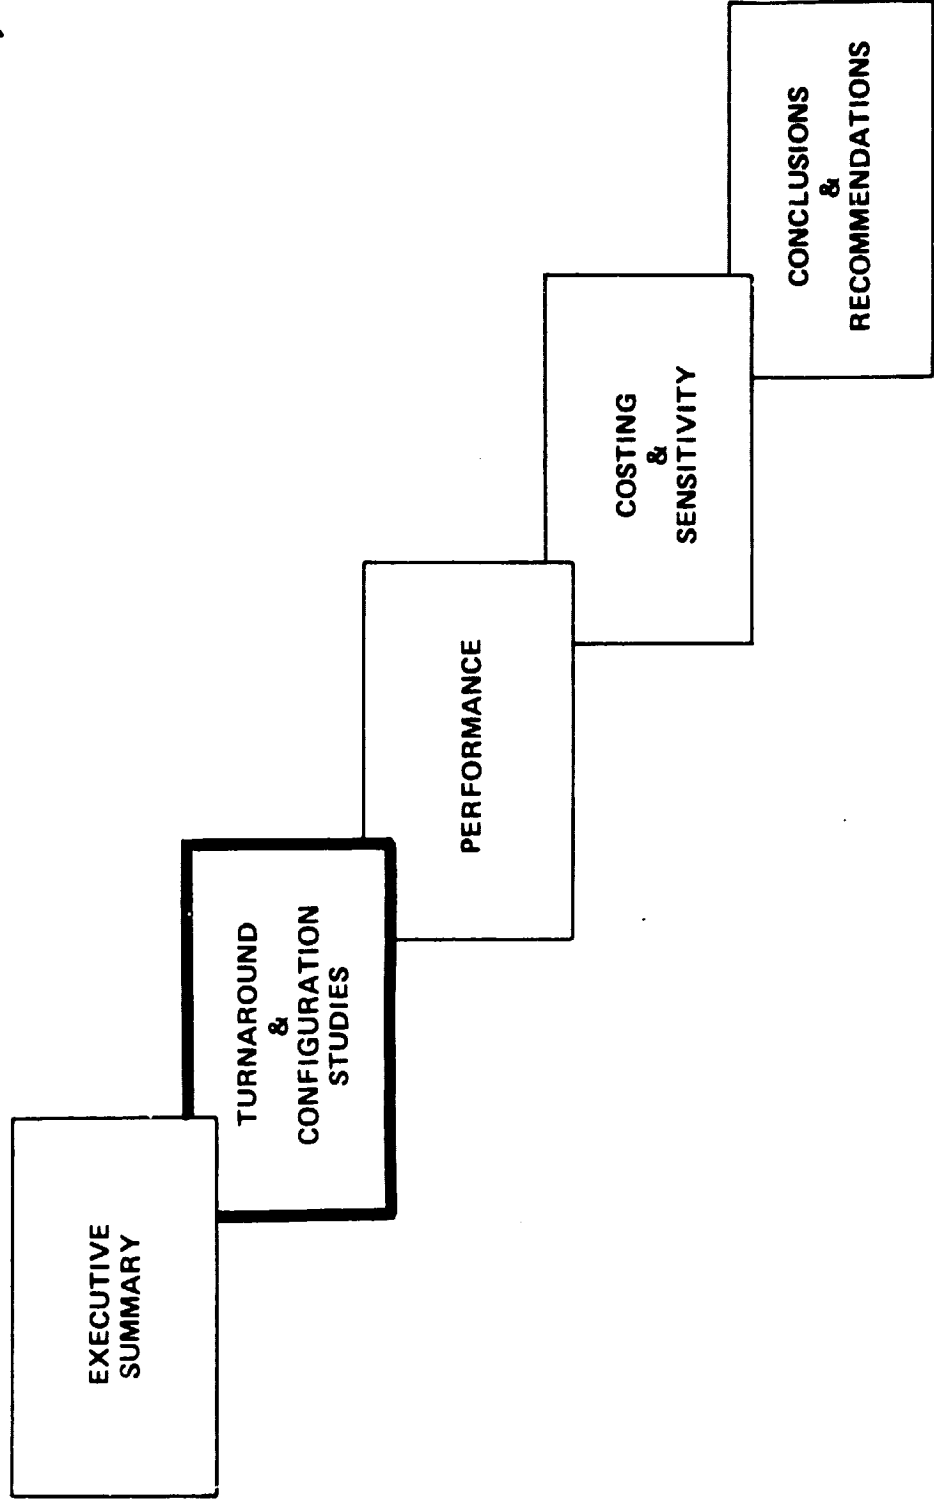 EXECUTIVE
SUMMARY
TURNAROUND
&
CONFIGURATION
STUDIES
PERFORMANCE
COSTING
&
SENSITIVITY
CONCLUSIONS
&
RECOMMENDATIONS